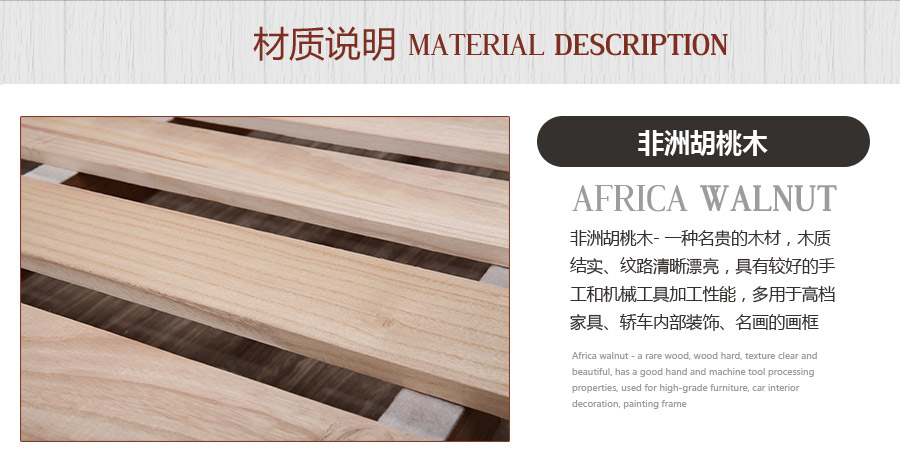 材质说明 MATERIAL DESCRIPTION
非洲胡桃木
AFRICA WALNUT
非洲胡桃木- 一种名贵的木材，木质
结实、纹路清晰漂亮，具有较好的手
工和机械工具加工性能，多用于高档
家具、轿车内部装饰、名画的画框
Africa walnut - a rare wood, wood hard, texture clear and
beautiful, has a good hand and machine tool processing
properties, used for high-grade furniture, car interior
decoration, painting frame